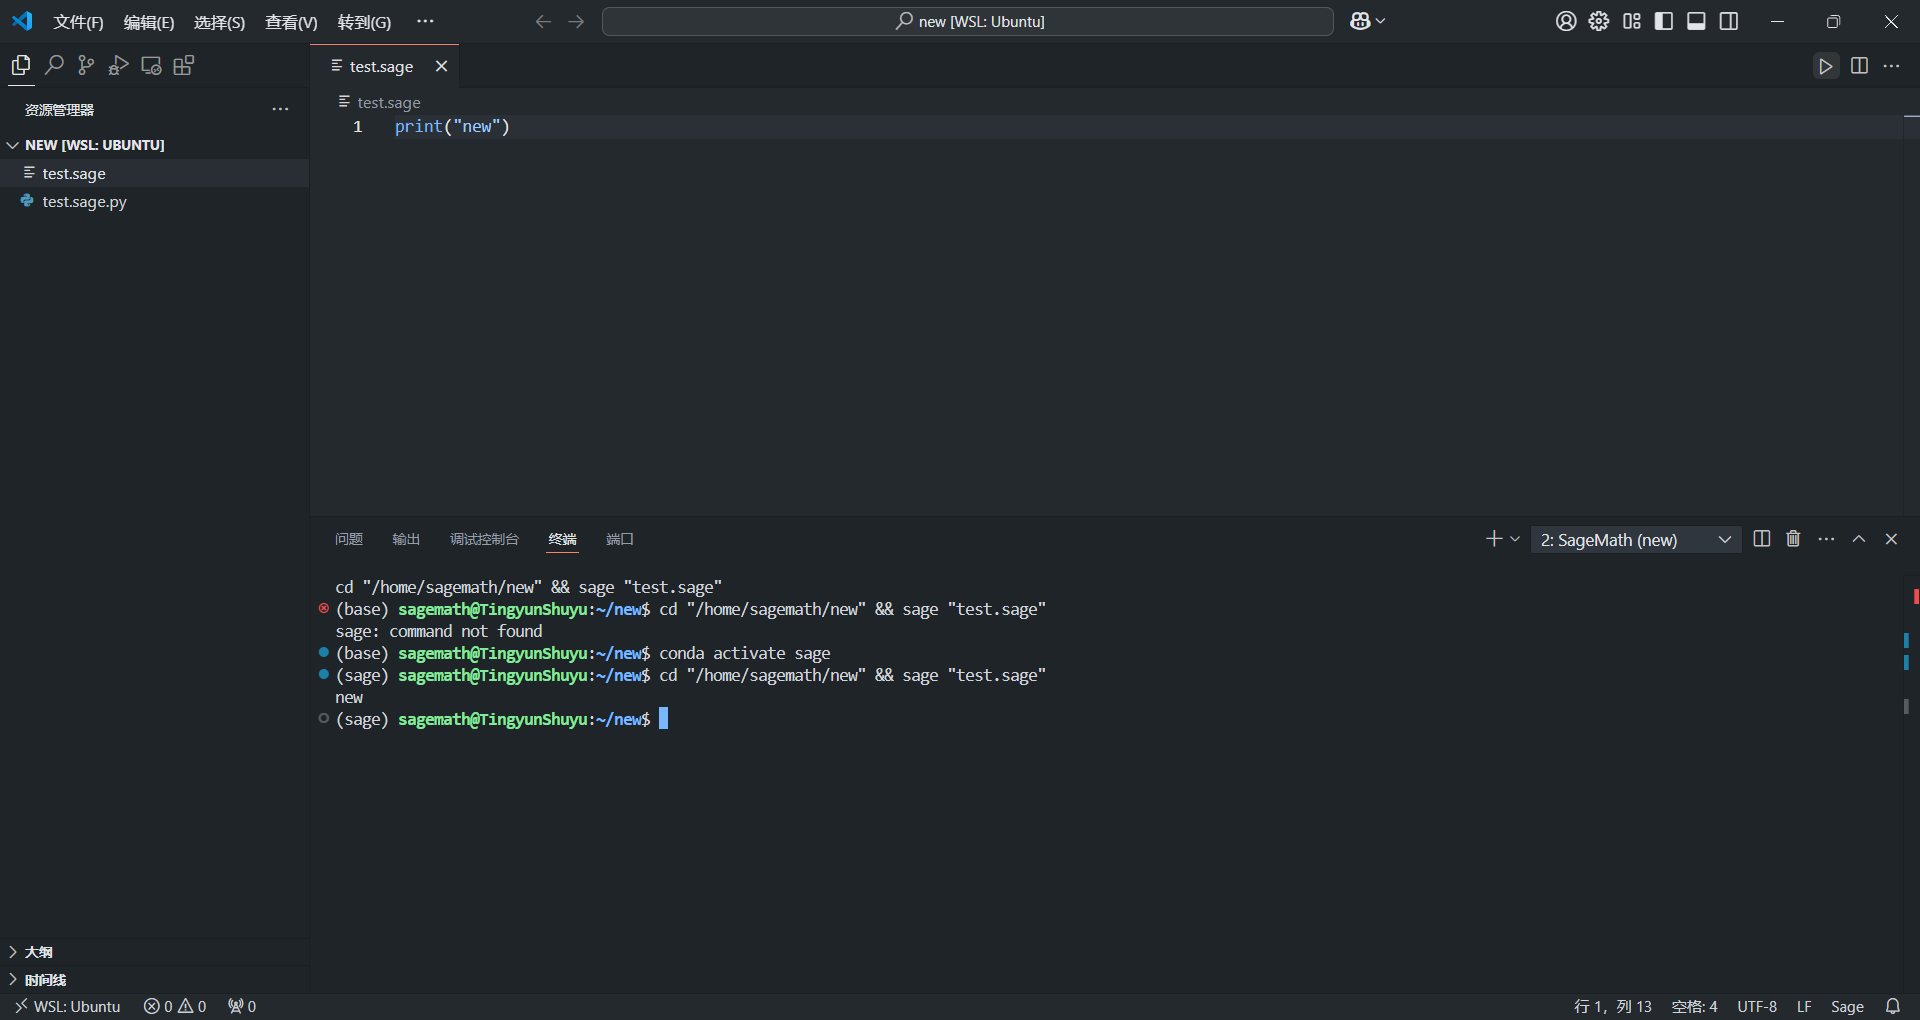 文件(F) 编辑(E) 选择(S) 查看(V) 转到(G) ···
new [WSL: Ubuntu]
资源管理器
NEW [WSL: UBUNTU]
test.sage
test.sage.py
大纲
时间线
test.sage
test.sage
1 print("new")
问题 输出 调试控制台 终端 端口
2: SageMath (new)
cd "/home/sagemath/new" && sage "test.sage"
(base) sagemath@TingyunShuyu:~/new$ cd "/home/sagemath/new" && sage "test.sage"
sage: command not found
(base) sagemath@TingyunShuyu:~/new$ conda activate sage
(sage) sagemath@TingyunShuyu:~/new$ cd "/home/sagemath/new" && sage "test.sage"
new
(sage) sagemath@TingyunShuyu:~/new$
WSL: Ubuntu 0 0 0 行 1，列 13 空格: 4 UTF-8 LF Sage